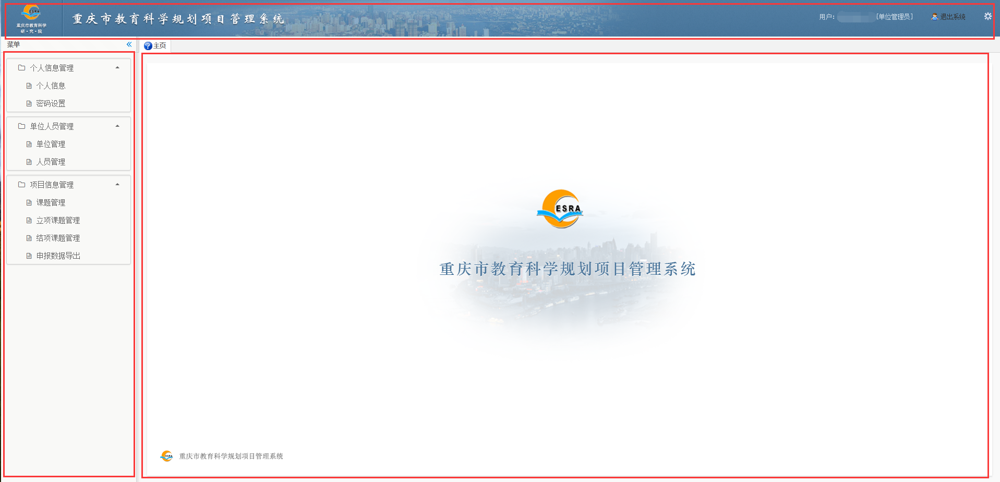 ESRA
重庆市教育科学
研·究·院
重庆市教育科学规划项目管理系统
用户:
[单位管理员]
退出系统
菜单
主页
个人信息管理
个人信息
密码设置
单位人员管理
单位管理
人员管理
项目信息管理
课题管理
立项课题管理
结项课题管理
申报数据导出
ESRA
重庆市教育科学规划项目管理系统
ESRA
重庆市教育科学规划项目管理系统